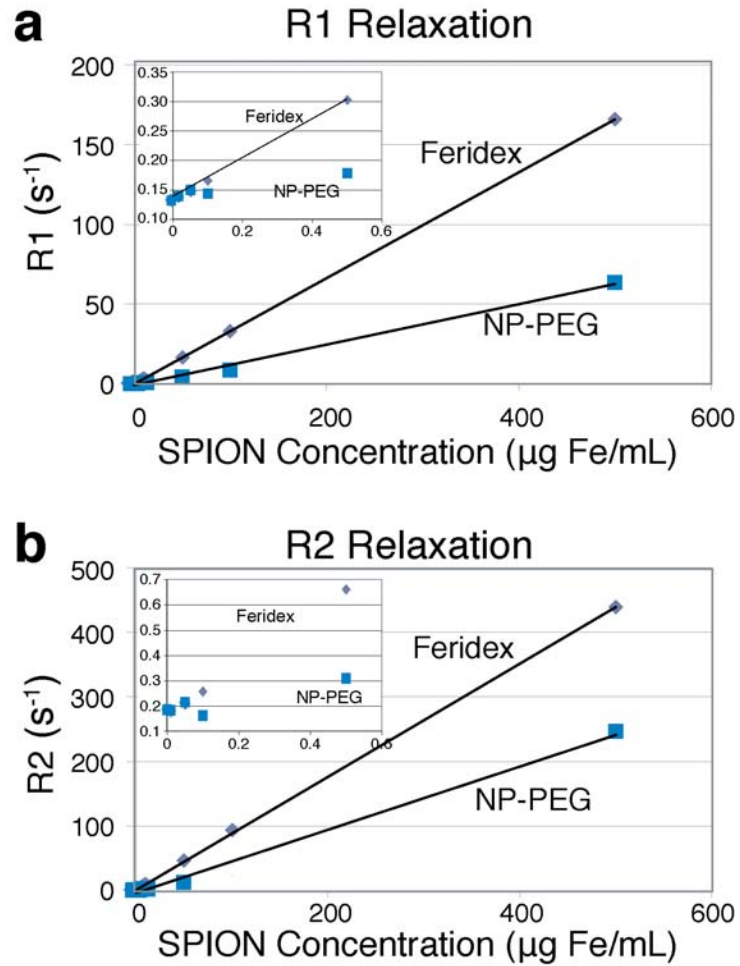 a
R1 Relaxation
R1 (s-1)
200
150
100
50
0
0 200 400 600
SPION Concentration (µg Fe/mL)
Feridex
NP-PEG
0.35
0.30
0.25
0.20
0.15
0.10
0 0.2 0.4 0.6
Feridex
NP-PEG
b
R2 Relaxation
R2 (s-1)
500
400
300
200
100
0
0 200 400 600
SPION Concentration (µg Fe/mL)
Feridex
NP-PEG
0.7
0.6
0.5
0.4
0.3
0.2
0.1
0 0.2 0.4 0.6
Feridex
NP-PEG